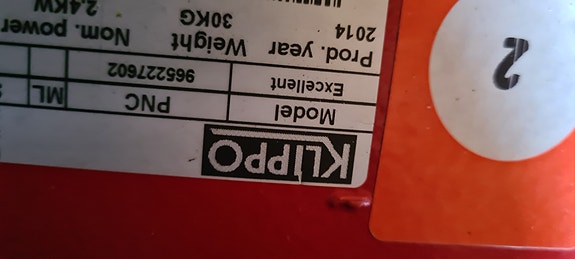 KLIPPO
Model PNC ML
Excellent 965227602
Prod. year Weight Nom. power
2014 30KG 2.4KW
2